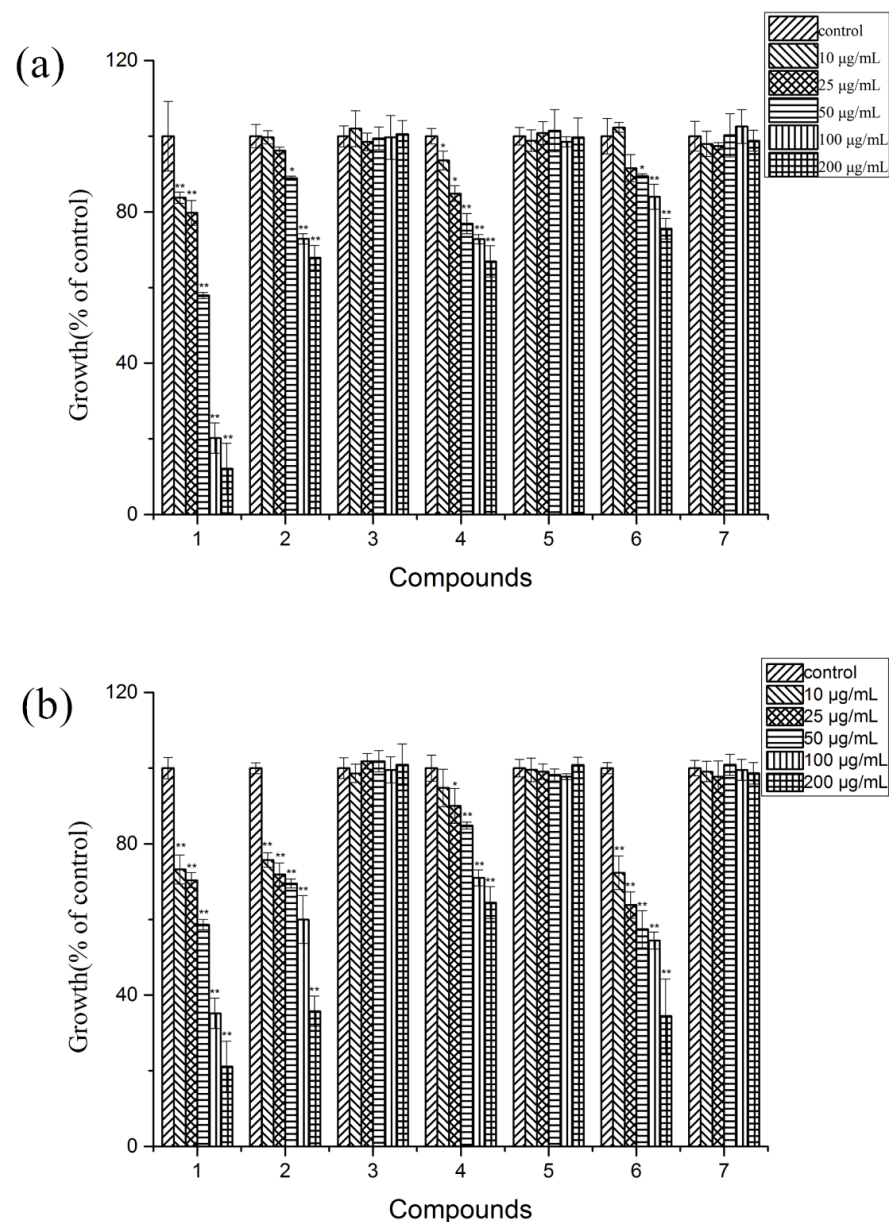 (a)
120
80
40
0
Growth(% of control)
control
10 μg/mL
25 μg/mL
50 μg/mL
100 μg/mL
200 μg/mL
** ** ** ** **
* ** **
* * ** ** **
* ** **
1 2 3 4 5 6 7
Compounds
(b)
120
80
40
0
Growth(% of control)
control
10 μg/mL
25 μg/mL
50 μg/mL
100 μg/mL
200 μg/mL
** ** ** ** **
** ** ** ** **
* ** ** **
** ** ** ** **
1 2 3 4 5 6 7
Compounds